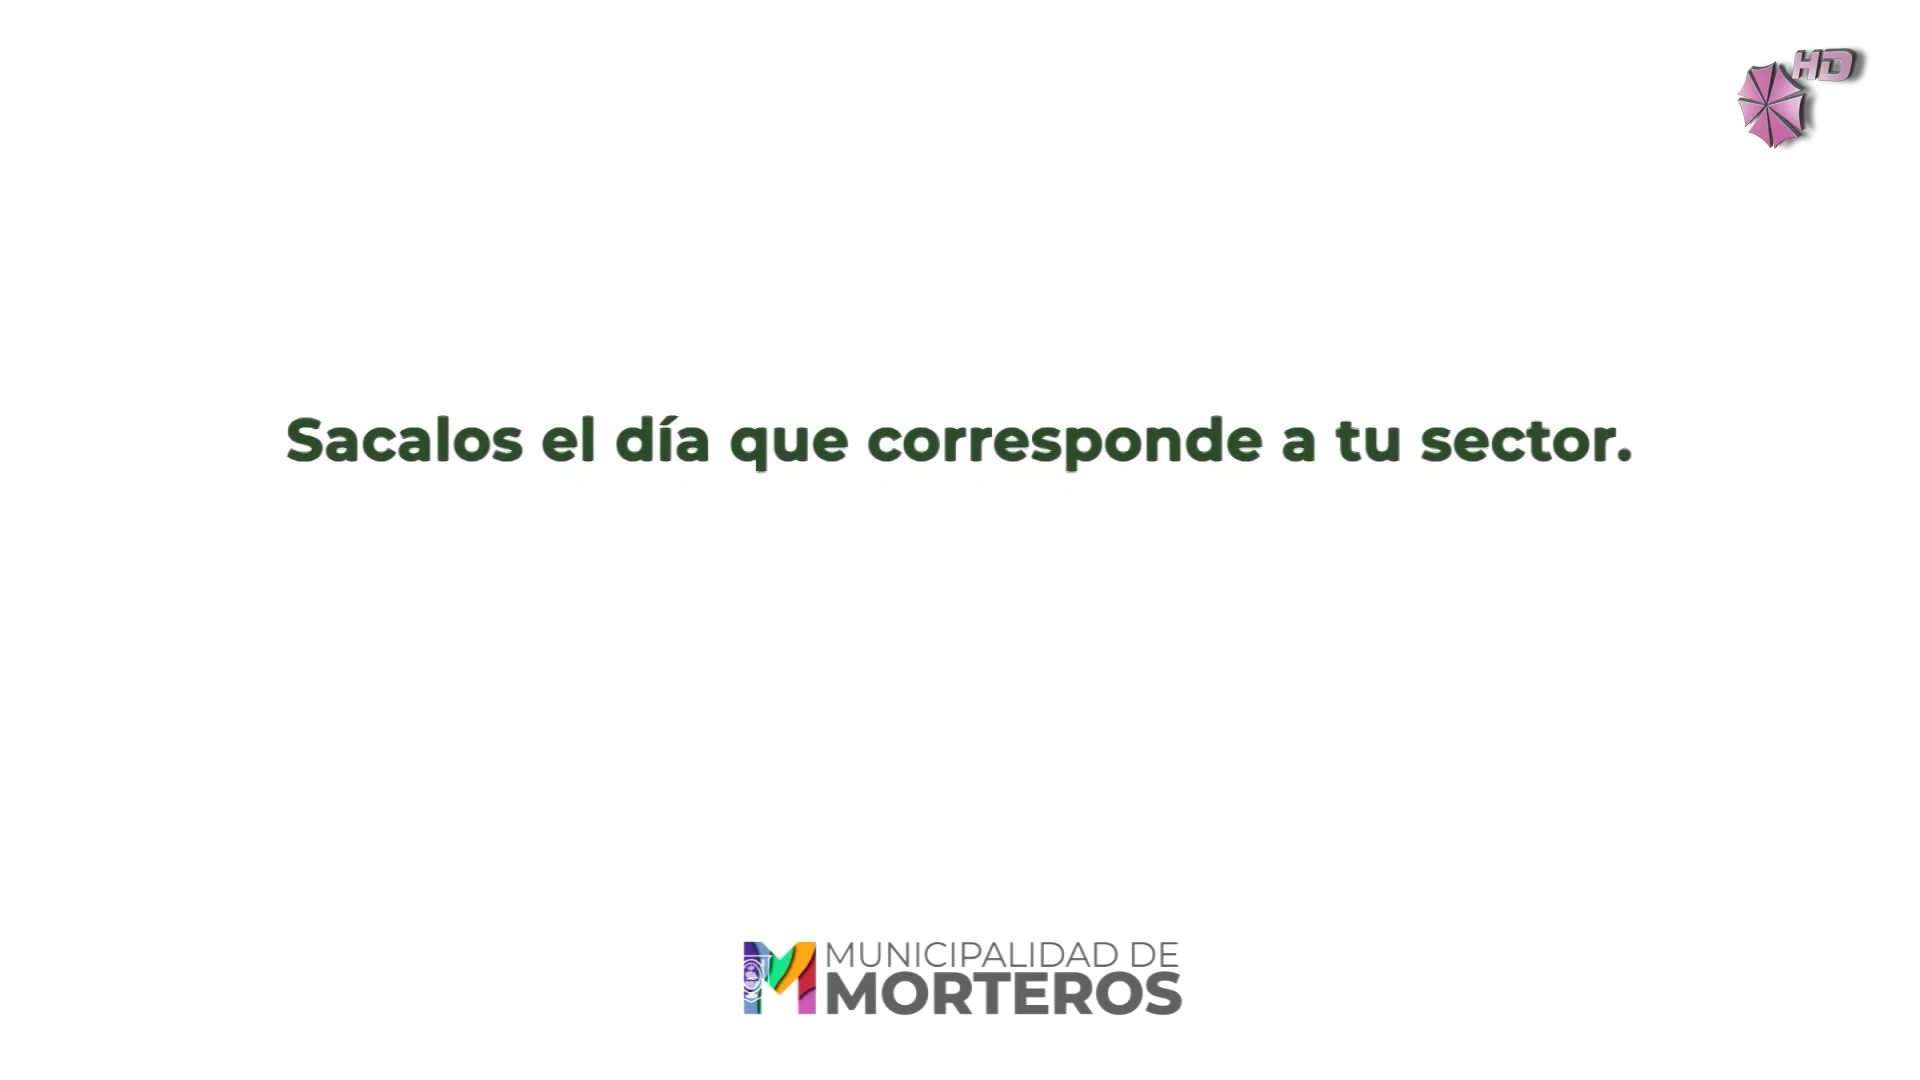 HD
Sacalos el día que corresponde a tu sector.
MUNICIPALIDAD DE
MORTEROS